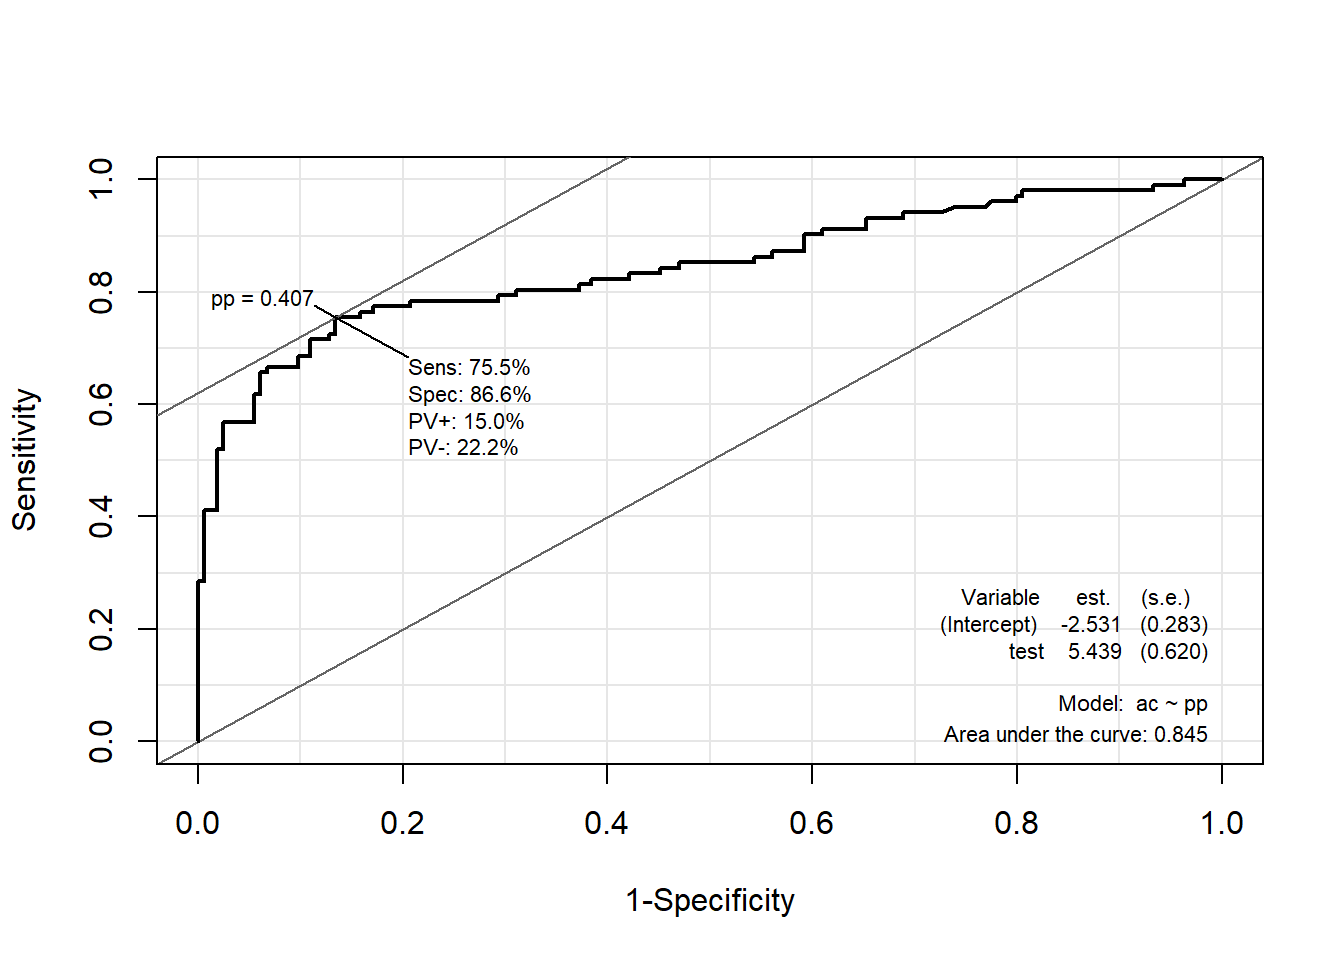 1.0
0.8
0.6
0.4
0.2
0.0
Sensitivity
pp = 0.407
Sens: 75.5%
Spec: 86.6%
PV+: 15.0%
PV-: 22.2%
Variable est. (s.e.)
(Intercept) -2.531 (0.283)
test 5.439 (0.620)
Model: ac ~ pp
Area under the curve: 0.845
0.0 0.2 0.4 0.6 0.8 1.0
1-Specificity